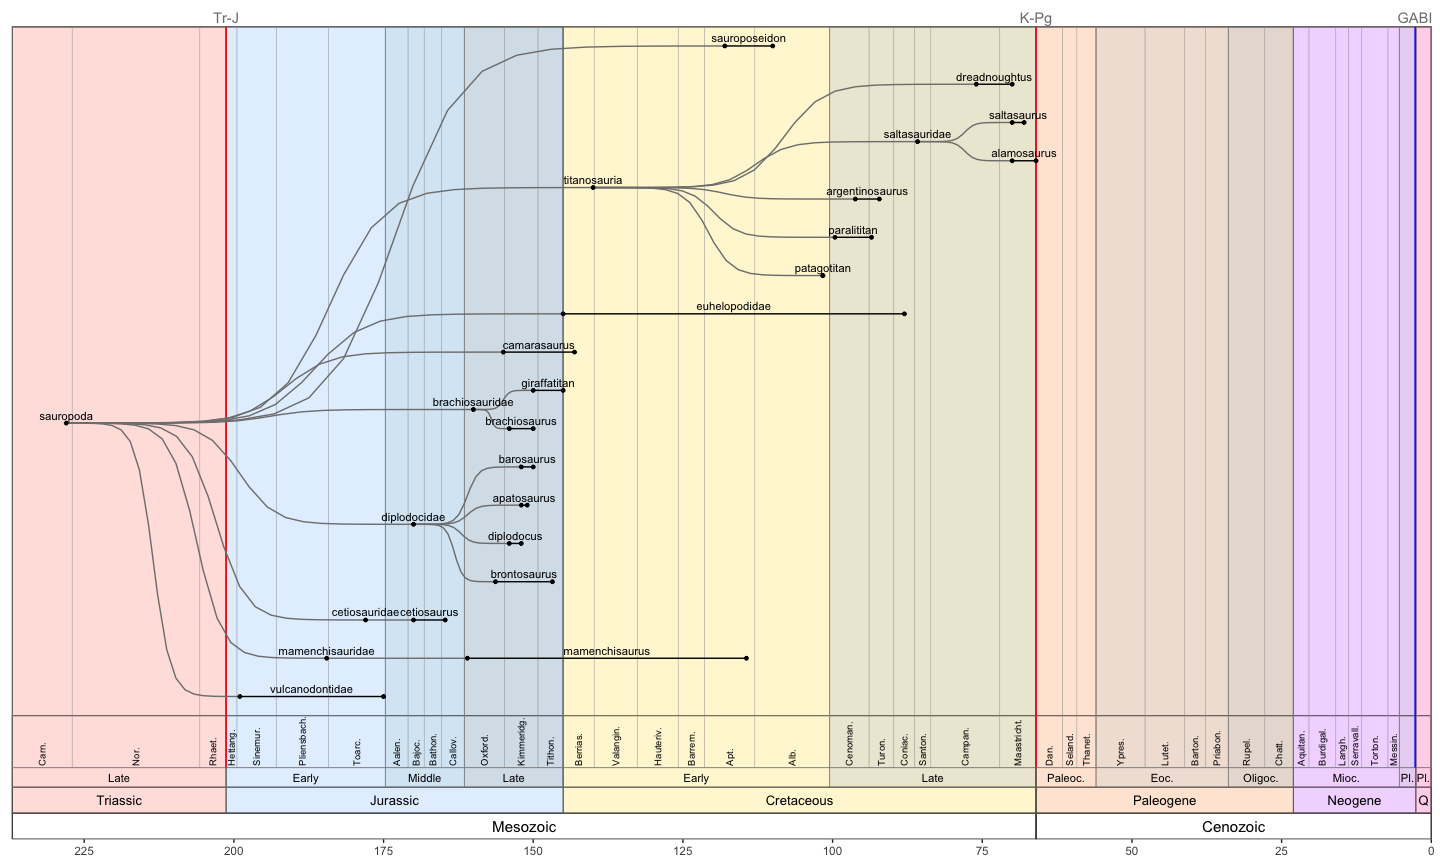 Tr-J
K-Pg
GABI
sauroposeidon
dreadnoughtus
saltasaurus
saltasauridae
alamosaurus
titanosauria
argentinosaurus
paralititan
patagotitan
euhelopodidae
camarasaurus
giraffatitan
brachiosauridae
sauropoda
brachiosaurus
barosaurus
apatosaurus
diplodocidae
diplodocus
brontosaurus
cetiosauridae
cetiosaurus
mamenchisauridae
mamenchisaurus
vulcanodontidae
Carn.
Nor.
Rhaet.
Hettang.
Sinemur.
Pliensbach.
Toarc.
Aalen.
Bajoc.
Bathon.
Callov.
Oxford.
Kimmeridg.
Tithon.
Berrias.
Valangin.
Hauteriv.
Barrem.
Apt.
Alb.
Cenoman.
Turon.
Coniac.
Santon.
Campan.
Maastricht.
Dan.
Seland.
Thanet.
Ypres.
Lutet.
Barton.
Priabon.
Rupel.
Chatt.
Aquitan.
Burdigal.
Langh.
Serravall.
Torton.
Messin.
Late
Early
Middle
Late
Early
Late
Paleoc.
Eoc.
Oligoc.
Mioc.
Pl.
Pl.
Triassic
Jurassic
Cretaceous
Paleogene
Neogene
Q
Mesozoic
Cenozoic
225
200
175
150
125
100
75
50
25
0